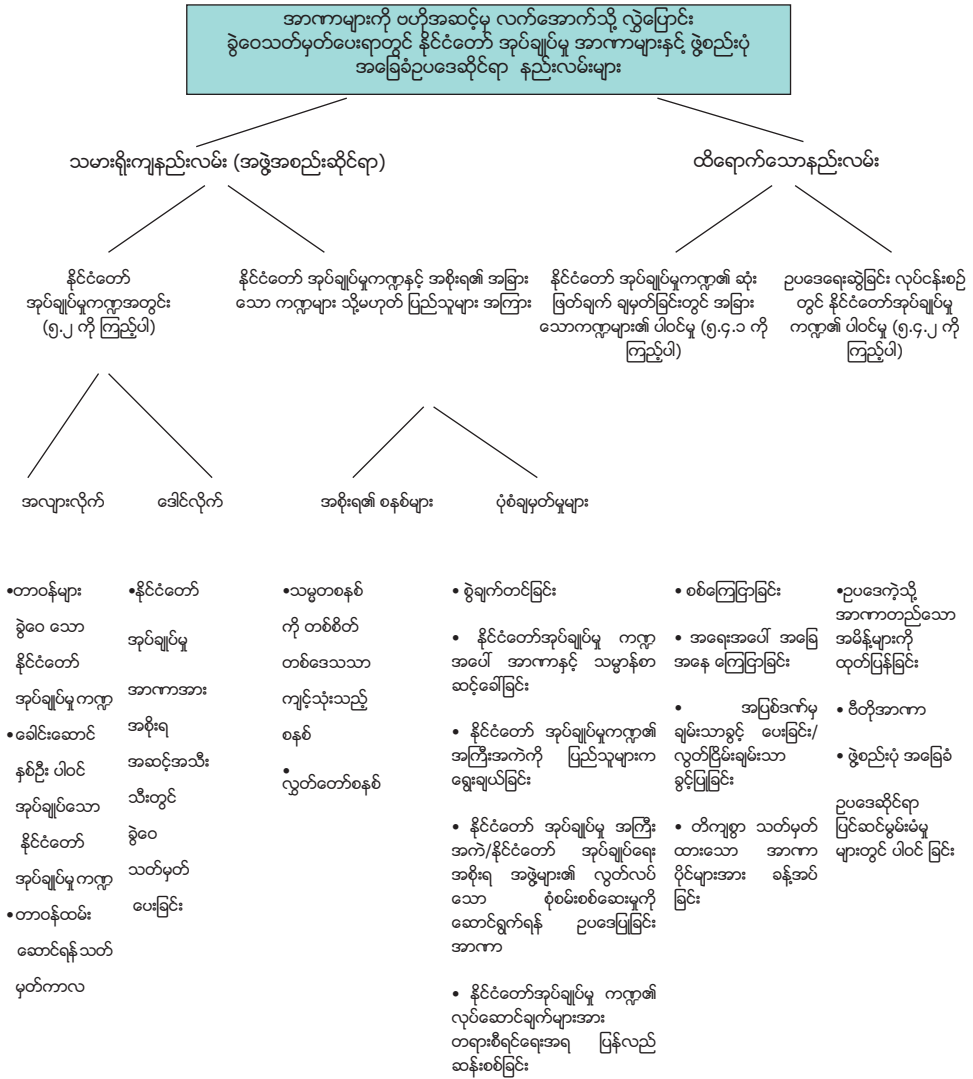 အာဏာများကို ဗဟိုအဆင့်မှ လက်အောက်သို့ လွှဲပြောင်း
ခွဲဝေသတ်မှတ်ပေးရာတွင် နိုင်ငံတော် အုပ်ချုပ်မှု အာဏာများနှင့် ဖွဲ့စည်းပုံ
အခြေခံဥပဒေဆိုင်ရာ နည်းလမ်းများ
သမားရိုးကျနည်းလမ်း (အဖွဲ့အစည်းဆိုင်ရာ)
ထိရောက်သောနည်းလမ်း
နိုင်ငံတော်
အုပ်ချုပ်မှုကဏ္ဍအတွင်း
(၅.၂ ကို ကြည့်ပါ)
နိုင်ငံတော် အုပ်ချုပ်မှုကဏ္ဍနှင့် အစိုးရ၏ အခြား
သော ကဏ္ဍများ သို့မဟုတ် ပြည်သူများ အကြား
နိုင်ငံတော် အုပ်ချုပ်မှုကဏ္ဍ၏ ဆုံး
ဖြတ်ချက် ချမှတ်ခြင်းတွင် အခြား
သောကဏ္ဍများ၏ ပါဝင်မှု (၅.၄.၁ ကို
ကြည့်ပါ)
ဥပဒေရေးဆွဲခြင်း လုပ်ငန်းစဉ်
တွင် နိုင်ငံတော်အုပ်ချုပ်မှု
ကဏ္ဍ၏ ပါဝင်မှု (၅.၄.၂ ကို
ကြည့်ပါ)
အလျားလိုက်
ဒေါင်လိုက်
အစိုးရ၏ စနစ်များ
ပုံစံချမှတ်မှုများ
•တာဝန်များ
ခွဲဝေ သော
နိုင်ငံတော်
အုပ်ချုပ်မှုကဏ္ဍ
•ခေါင်းဆောင်
နှစ်ဦး ပါဝင်
အုပ်ချုပ်သော
နိုင်ငံတော်
အုပ်ချုပ်မှုကဏ္ဍ
•တာဝန်ထမ်း
ဆောင်ရန်သတ်
မှတ်ကာလ
•နိုင်ငံတော်
အုပ်ချုပ်မှု
အာဏာအား
အစိုးရ
အဆင့်အသီး
သီးတွင်
ခွဲဝေ
သတ်မှတ်
ပေးခြင်း
•သမ္မတစနစ်
ကို တစ်စိတ်
တစ်ဒေသသာ
ကျင့်သုံးသည့်
စနစ်
•
လွှတ်တော်စနစ်
• စွဲချက်တင်ခြင်း
• နိုင်ငံတော်အုပ်ချုပ်မှု ကဏ္ဍ
အပေါ် အာဏာနှင့် သမ္မာန်စာ
ဆင့်ခေါ်ခြင်း
• နိုင်ငံတော် အုပ်ချုပ်မှုကဏ္ဍ၏
အကြီးအကဲကို ပြည်သူများက
ရွေးချယ်ခြင်း
• နိုင်ငံတော် အုပ်ချုပ်မှု အကြီး
အကဲ/နိုင်ငံတော် အုပ်ချုပ်ရေး
အစိုးရ အဖွဲ့များ၏ လွတ်လပ်
သော စုံစမ်းစစ်ဆေးမှုကို
ဆောင်ရွက်ရန် ဥပဒေပြုခြင်း
အာဏာ
• နိုင်ငံတော်အုပ်ချုပ်မှု ကဏ္ဍ၏
လုပ်ဆောင်ချက်များအား
တရားစီရင်ရေးအရ ပြန်လည်
ဆန်းစစ်ခြင်း
• စစ်ကြေငြာခြင်း
• အရေးအပေါ် အခြေ
အနေ ကြေငြာခြင်း
• အပြစ်ဒဏ်မှ
ချမ်းသာခွင့် ပေးခြင်း/
လွတ်ငြိမ်းချမ်းသာ
ခွင့်ပြုခြင်း
• တိကျစွာ သတ်မှတ်
ထားသော အာဏာ
ပိုင်များအား ခန့်အပ်
ခြင်း
•ဥပဒေကဲ့သို့
အာဏာတည်သော
အမိန့်များကို
ထုတ်ပြန်ခြင်း
• ဗီတိုအာဏာ
• ဖွဲ့စည်းပုံ အခြေခံ
ဥပဒေဆိုင်ရာ
ပြင်ဆင်မွမ်းမံမှု
များတွင် ပါဝင် ခြင်း